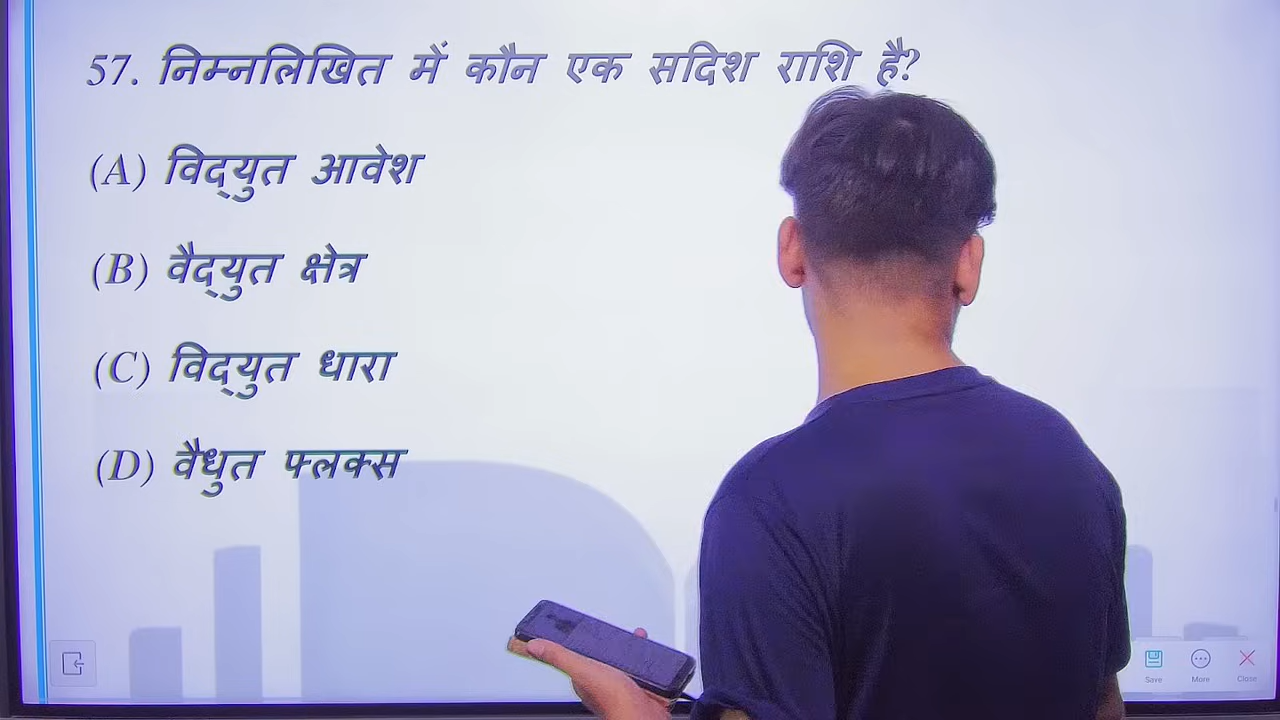 57. निम्नलिखित में कौन एक सदिश राशि है?
(A) विद्‌युत आवेश
(B) वैद्‌युत क्षेत्र
(C) विद्‌युत धारा
(D) वैधुत फ्लक्स
Save More Close